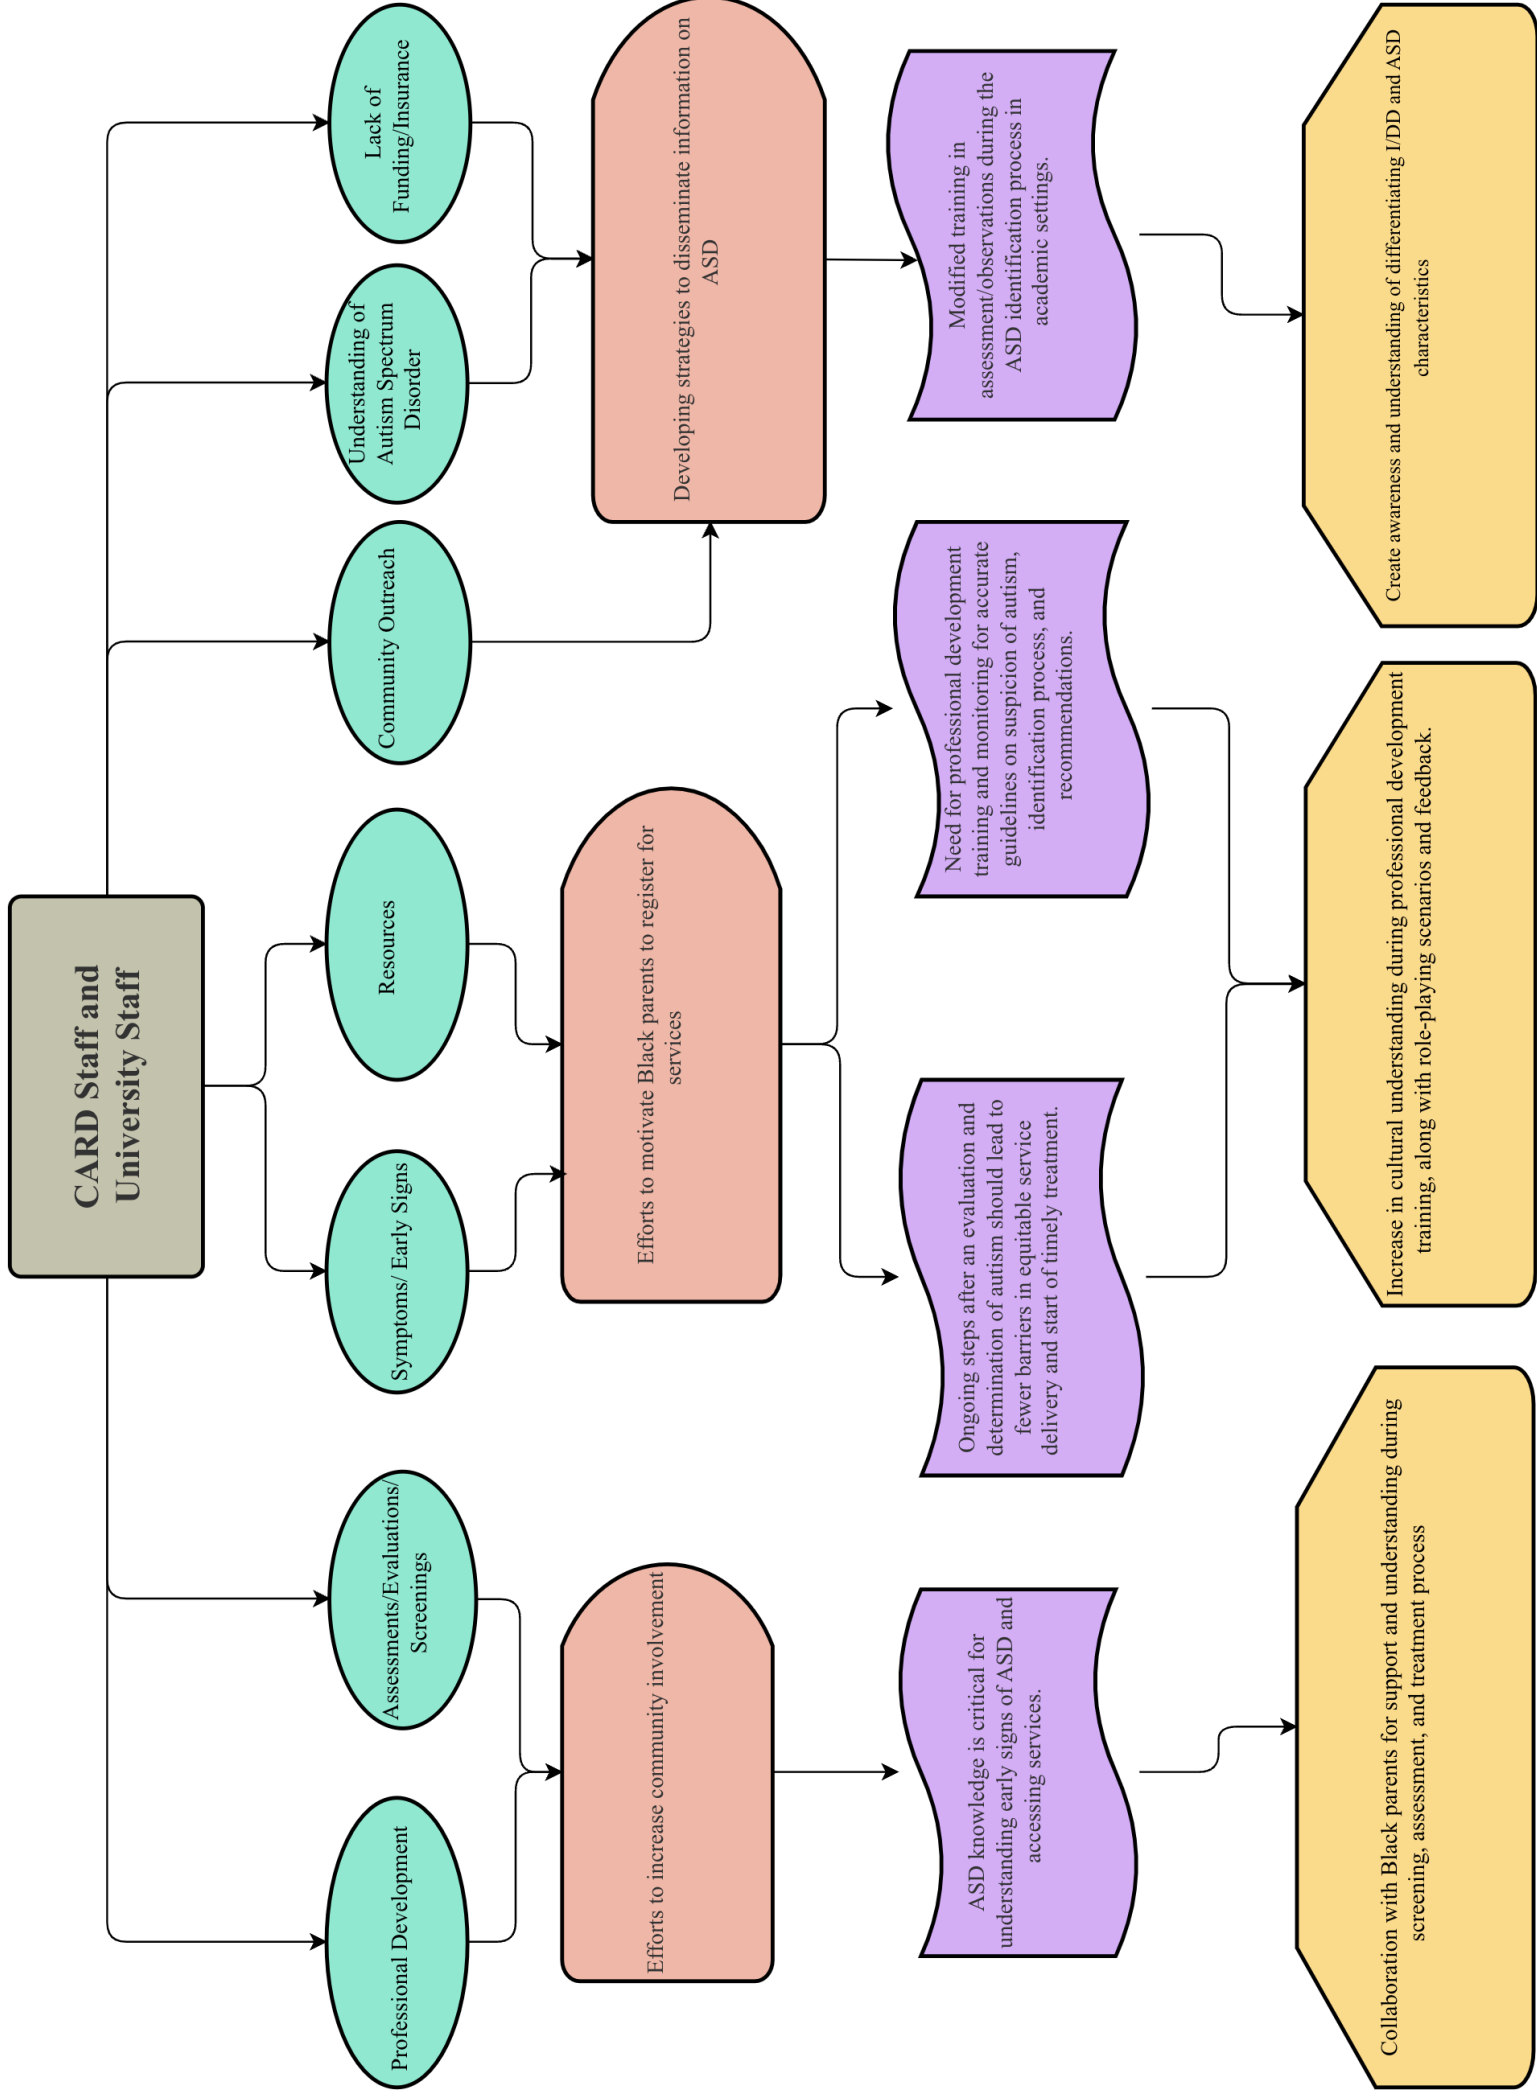 CARD Staff and
University Staff
Professional Development
Assessments/Evaluations/
Screenings
Symptoms/ Early Signs
Resources
Community Outreach
Understanding of
Autism Spectrum
Disorder
Lack of
Funding/Insurance
Efforts to increase community involvement
Efforts to motivate Black parents to register for
services
Developing strategies to disseminate information on
ASD
ASD knowledge is critical for
understanding early signs of ASD and
accessing services.
Ongoing steps after an evaluation and
determination of autism should lead to
fewer barriers in equitable service
delivery and start of timely treatment.
Need for professional development
training and monitoring for accurate
guidelines on suspicion of autism,
identification process, and
recommendations.
Modified training in
assessment/observations during the
ASD identification process in
academic settings.
Collaboration with Black parents for support and understanding during
screening, assessment, and treatment process
Increase in cultural understanding during professional development
training, along with role-playing scenarios and feedback.
Create awareness and understanding of differentiating I/DD and ASD
characteristics